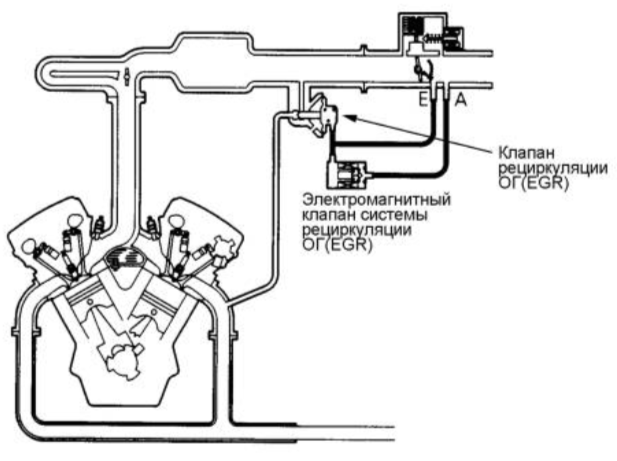 E A
Клапан
рециркуляции
ОГ(EGR)
Электромагнитный
клапан системы
рециркуляции
ОГ(EGR)